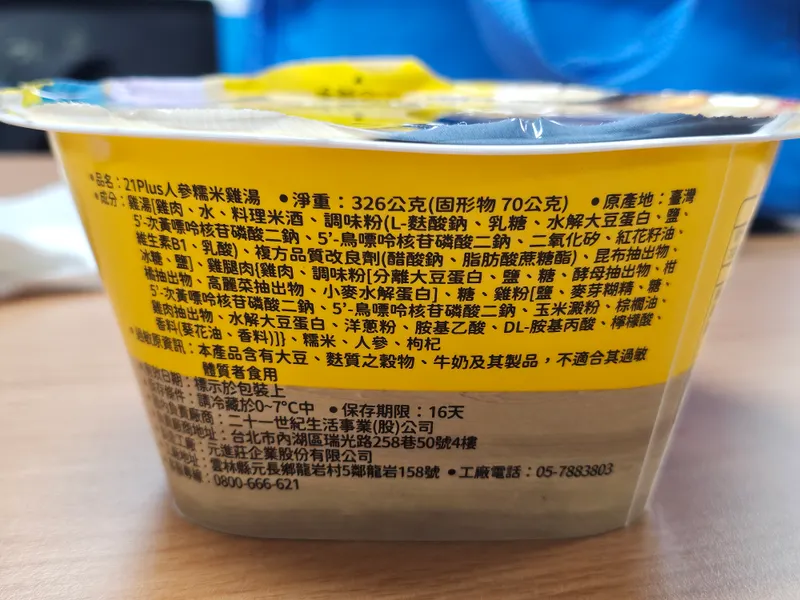 ●品名：21Plus人參糯米雞湯 ●淨重：326公克(固形物 70公克) ●原產地：臺灣
●成分：雞湯[雞肉、水、料理米酒、調味粉(L-麩酸鈉、乳糖、水解大豆蛋白、鹽、
5'-次黃嘌呤核苷磷酸二鈉、5'-鳥嘌呤核苷磷酸二鈉、二氧化矽、紅花籽油、
維生素B1、乳酸)、複方品質改良劑(醋酸鈉、脂肪酸蔗糖酯)、昆布抽出物、
冰糖、鹽]、雞腿肉{雞肉、調味粉[分離大豆蛋白、鹽、糖、酵母抽出物、柑
橘抽出物、高麗菜抽出物、小麥水解蛋白]、糖、雞粉[鹽、麥芽糊精、糖、
5'-次黃嘌呤核苷磷酸二鈉、5'-鳥嘌呤核苷磷酸二鈉、玉米澱粉、棕櫚油、
雞肉抽出物、水解大豆蛋白、洋蔥粉、胺基乙酸、DL-胺基丙酸、檸檬酸、
香料(葵花油、香料)]}、糯米、人參、枸杞
●過敏原資訊：本產品含有大豆、麩質之穀物、牛奶及其製品，不適合其過敏
體質者食用
日期：標示於包裝上
條件：請冷藏於0~7°C中 ●保存期限：16天
負責廠商：二十一世紀生活事業(股)公司
廠商地址：台北市內湖區瑞光路258巷50號4樓
工廠：元進莊企業股份有限公司
地址：雲林縣元長鄉龍岩村5鄰龍岩158號 ●工廠電話：05-7883803
專線：0800-666-621